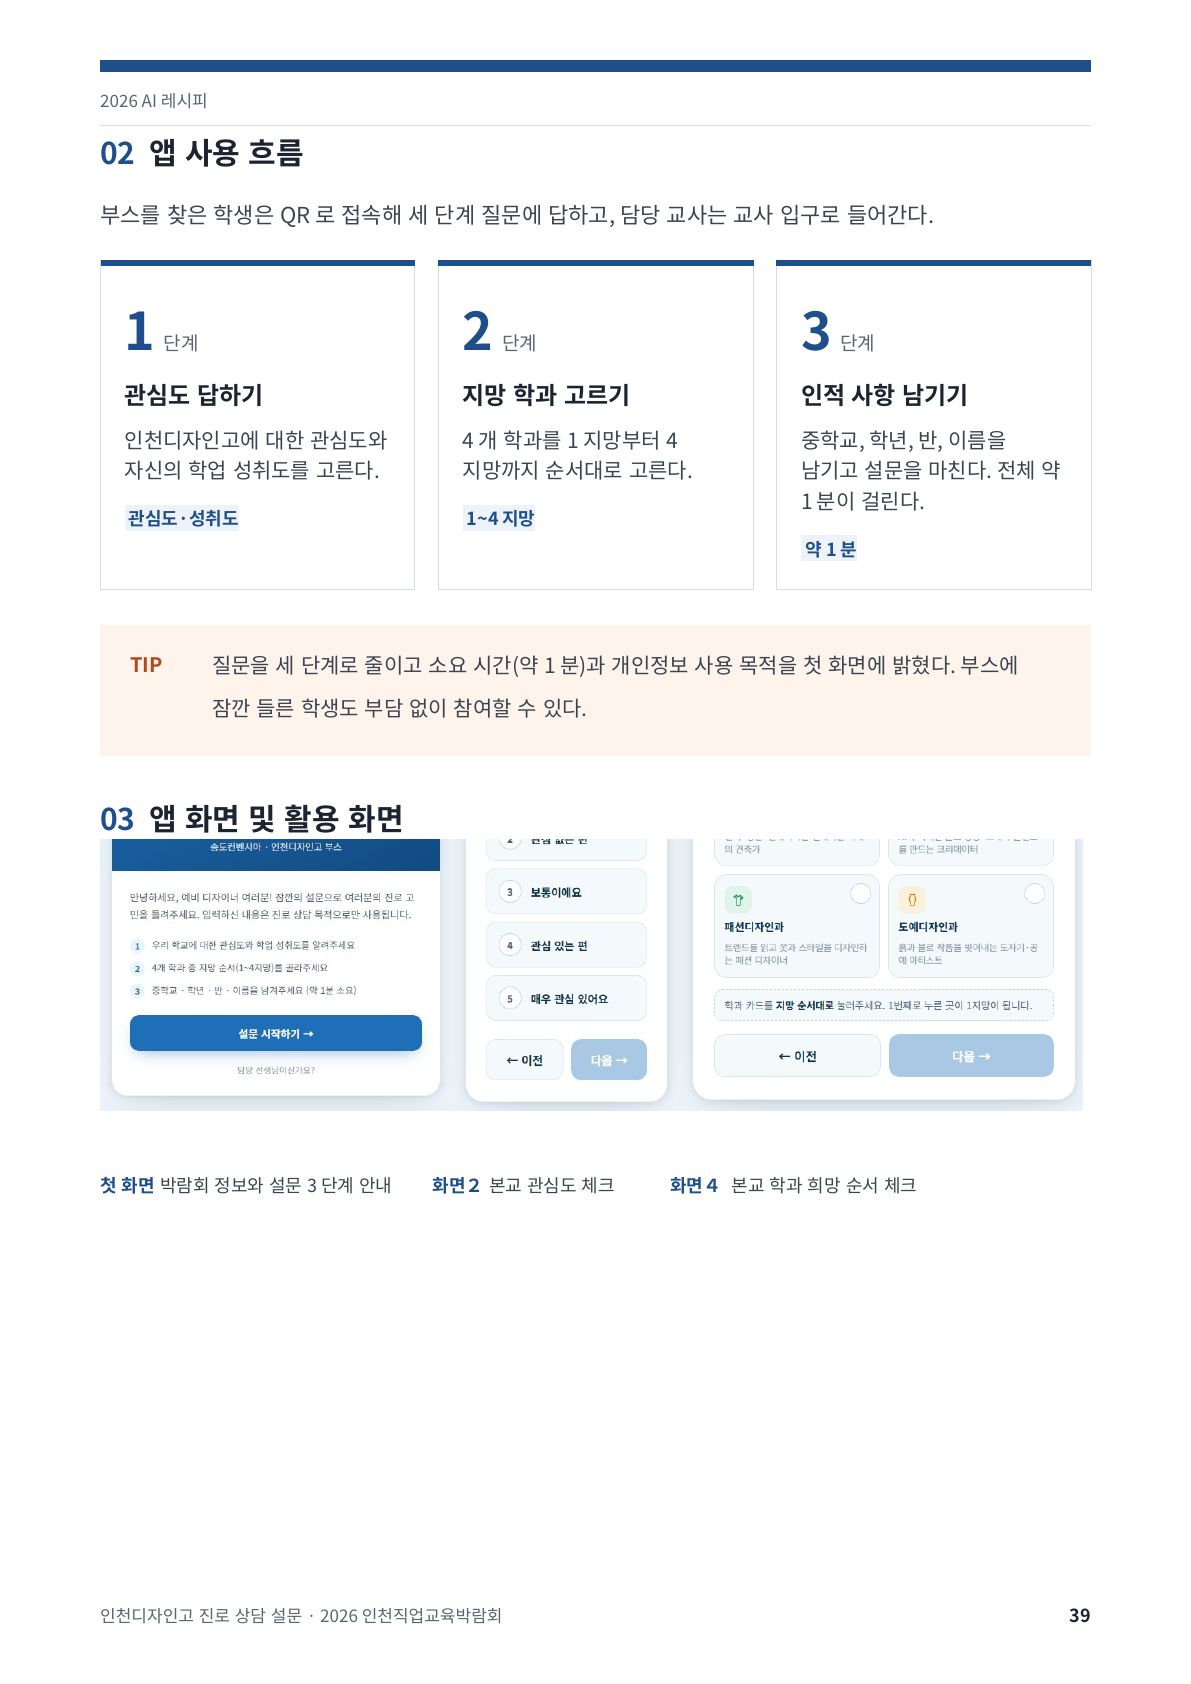 2026 AI 레시피
02 앱 사용 흐름
부스를 찾은 학생은 QR 로 접속해 세 단계 질문에 답하고, 담당 교사는 교사 입구로 들어간다.
1 단계
관심도 답하기
인천디자인고에 대한 관심도와
자신의 학업 성취도를 고른다.
관심도·성취도
2 단계
지망 학과 고르기
4 개 학과를 1 지망부터 4
지망까지 순서대로 고른다.
1~4 지망
3 단계
인적 사항 남기기
중학교, 학년, 반, 이름을
남기고 설문을 마친다. 전체 약
1 분이 걸린다.
약 1 분
TIP 질문을 세 단계로 줄이고 소요 시간(약 1 분)과 개인정보 사용 목적을 첫 화면에 밝혔다. 부스에
잠깐 들른 학생도 부담 없이 참여할 수 있다.
03 앱 화면 및 활용 화면
송도컨벤시아 · 인천디자인고 부스
안녕하세요, 예비 디자이너 여러분! 잠깐의 설문으로 여러분의 진로 고
민을 들려주세요. 입력하신 내용은 진로 상담 목적으로만 사용됩니다.
1 우리 학교에 대한 관심도와 학업 성취도를 알려주세요
2 4개 학과 중 지망 순서(1~4지망)를 골라주세요
3 중학교 · 학년 · 반 · 이름을 남겨주세요 (약 1분 소요)
설문 시작하기 →
담당 선생님이신가요?
3 보통이에요
4 관심 있는 편
5 매우 관심 있어요
← 이전 다음 →
의 건축가
를 만드는 크리에이터
패션디자인과
트렌드를 읽고 옷과 스타일을 디자인하
는 패션 디자이너
도예디자인과
흙과 불로 작품을 빚어내는 도자기·공
예 아티스트
학과 카드를 지망 순서대로 눌러주세요. 1번째로 누른 곳이 1지망이 됩니다.
← 이전 다음 →
첫 화면 박람회 정보와 설문 3 단계 안내
화면 2 본교 관심도 체크
화면 4 본교 학과 희망 순서 체크
인천디자인고 진로 상담 설문 · 2026 인천직업교육박람회
39